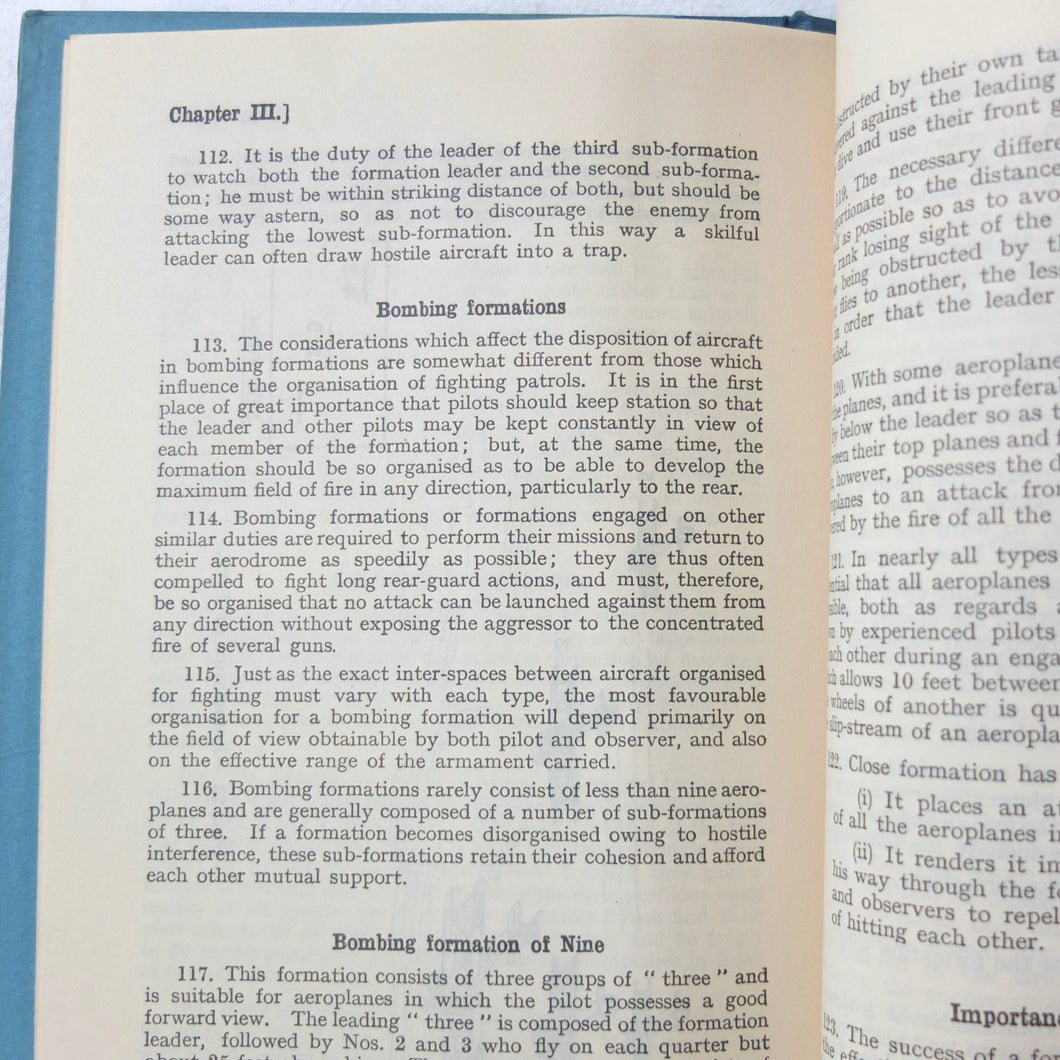 Chapter III.]
112. It is the duty of the leader of the third sub-formation
to watch both the formation leader and the second sub-forma-
tion; he must be within striking distance of both, but should be
some way astern, so as not to discourage the enemy from
attacking the lowest sub-formation. In this way a skilful
leader can often draw hostile aircraft into a trap.
Bombing formations
113. The considerations which affect the disposition of aircraft
in bombing formations are somewhat different from those which
influence the organisation of fighting patrols. It is in the first
place of great importance that pilots should keep station so that
the leader and other pilots may be kept constantly in view of
each member of the formation; but, at the same time, the
formation should be so organised as to be able to develop the
maximum field of fire in any direction, particularly to the rear.
114. Bombing formations or formations engaged on other
similar duties are required to perform their missions and return to
their aerodrome as speedily as possible; they are thus often
compelled to fight long rear-guard actions, and must, therefore,
be so organised that no attack can be launched against them from
any direction without exposing the aggressor to the concentrated
fire of several guns.
115. Just as the exact inter-spaces between aircraft organised
for fighting must vary with each type, the most favourable
organisation for a bombing formation will depend primarily on
the field of view obtainable by both pilot and observer, and also
on the effective range of the armament carried.
116. Bombing formations rarely consist of less than nine aero-
planes and are generally composed of a number of sub-formations
of three. If a formation becomes disorganised owing to hostile
interference, these sub-formations retain their cohesion and afford
each other mutual support.
Bombing formation of Nine
117. This formation consists of three groups of " three " and
is suitable for aeroplanes in which the pilot possesses a good
forward view. The leading " three " is composed of the formation
leader, followed by Nos. 2 and 3 who fly on each quarter but
by their own
against the leading
dive and use their front
119. The necessary
to the distance
as possible so as to
rank losing sight of the
being obstructed by
flies to another, the
in order that the leader
120. With some
planes, and it is
below the leader so as
their top planes and
however, possesses the
to an attack
by the fire of all the
121. In nearly all types
that all aeroplanes
both as regards
by experienced pilots
each other during an
allows 10 feet between
wheels of another is
slip-stream of an
122. Close formation has
(i) It places an
of all the aeroplanes
(ii) It renders it
his way through the
and observers to repel
of hitting each other.
123. The success of a